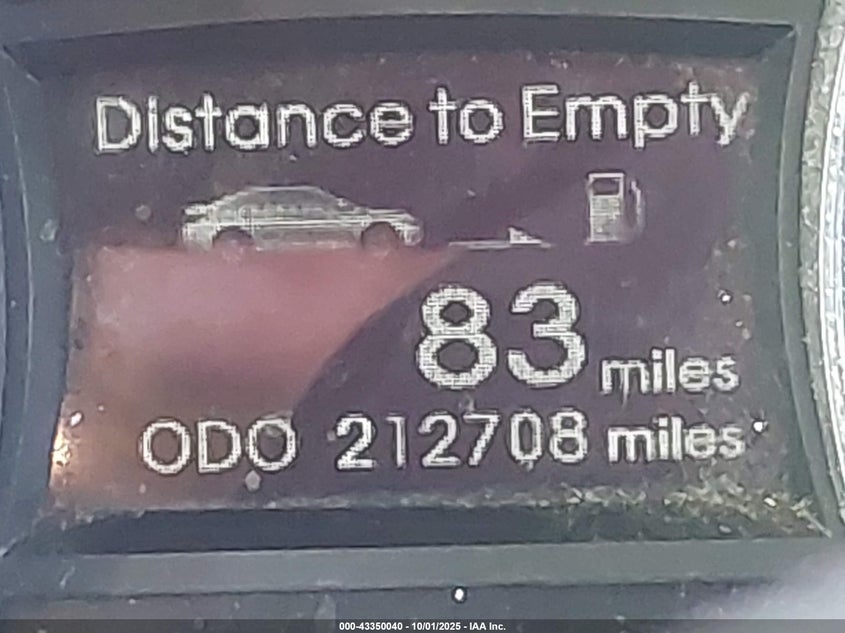 Distance to Empty
83 miles
ODO 212708 miles
000-43350040 - 10/01/2025 - IAA Inc.